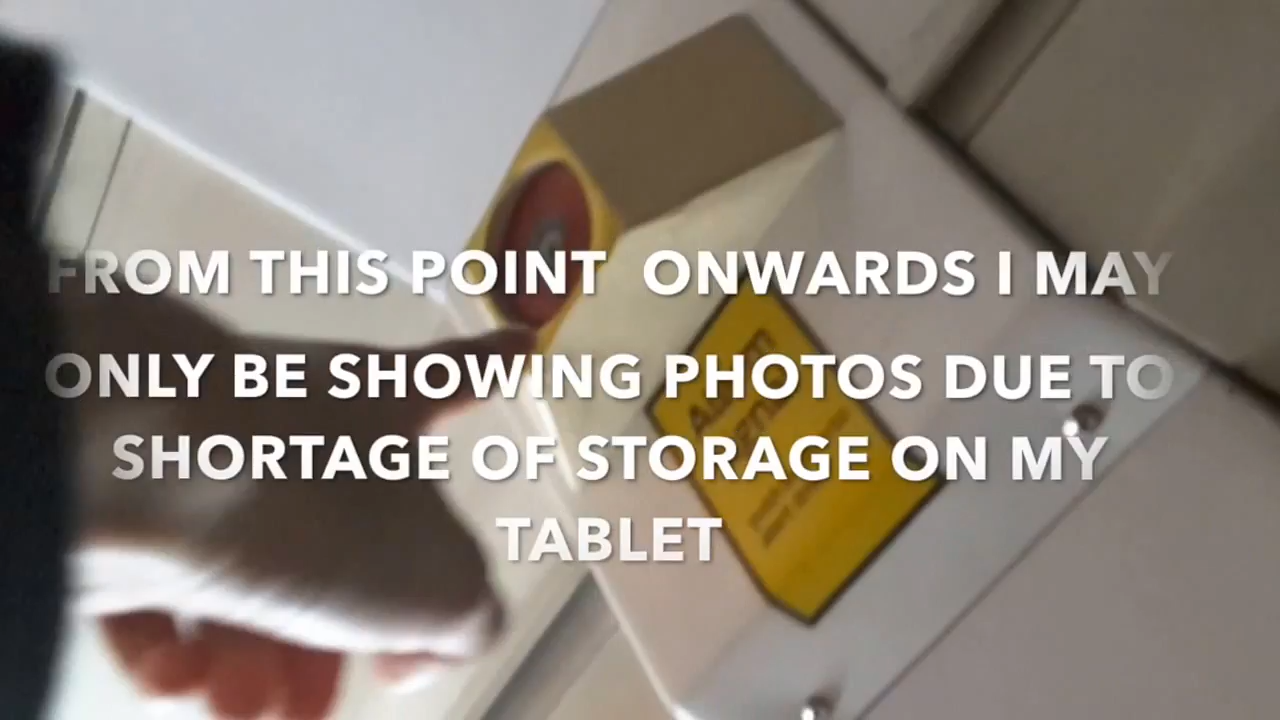 FROM THIS POINT ONWARDS I MAY
ONLY BE SHOWING PHOTOS DUE TO
SHORTAGE OF STORAGE ON MY
TABLET